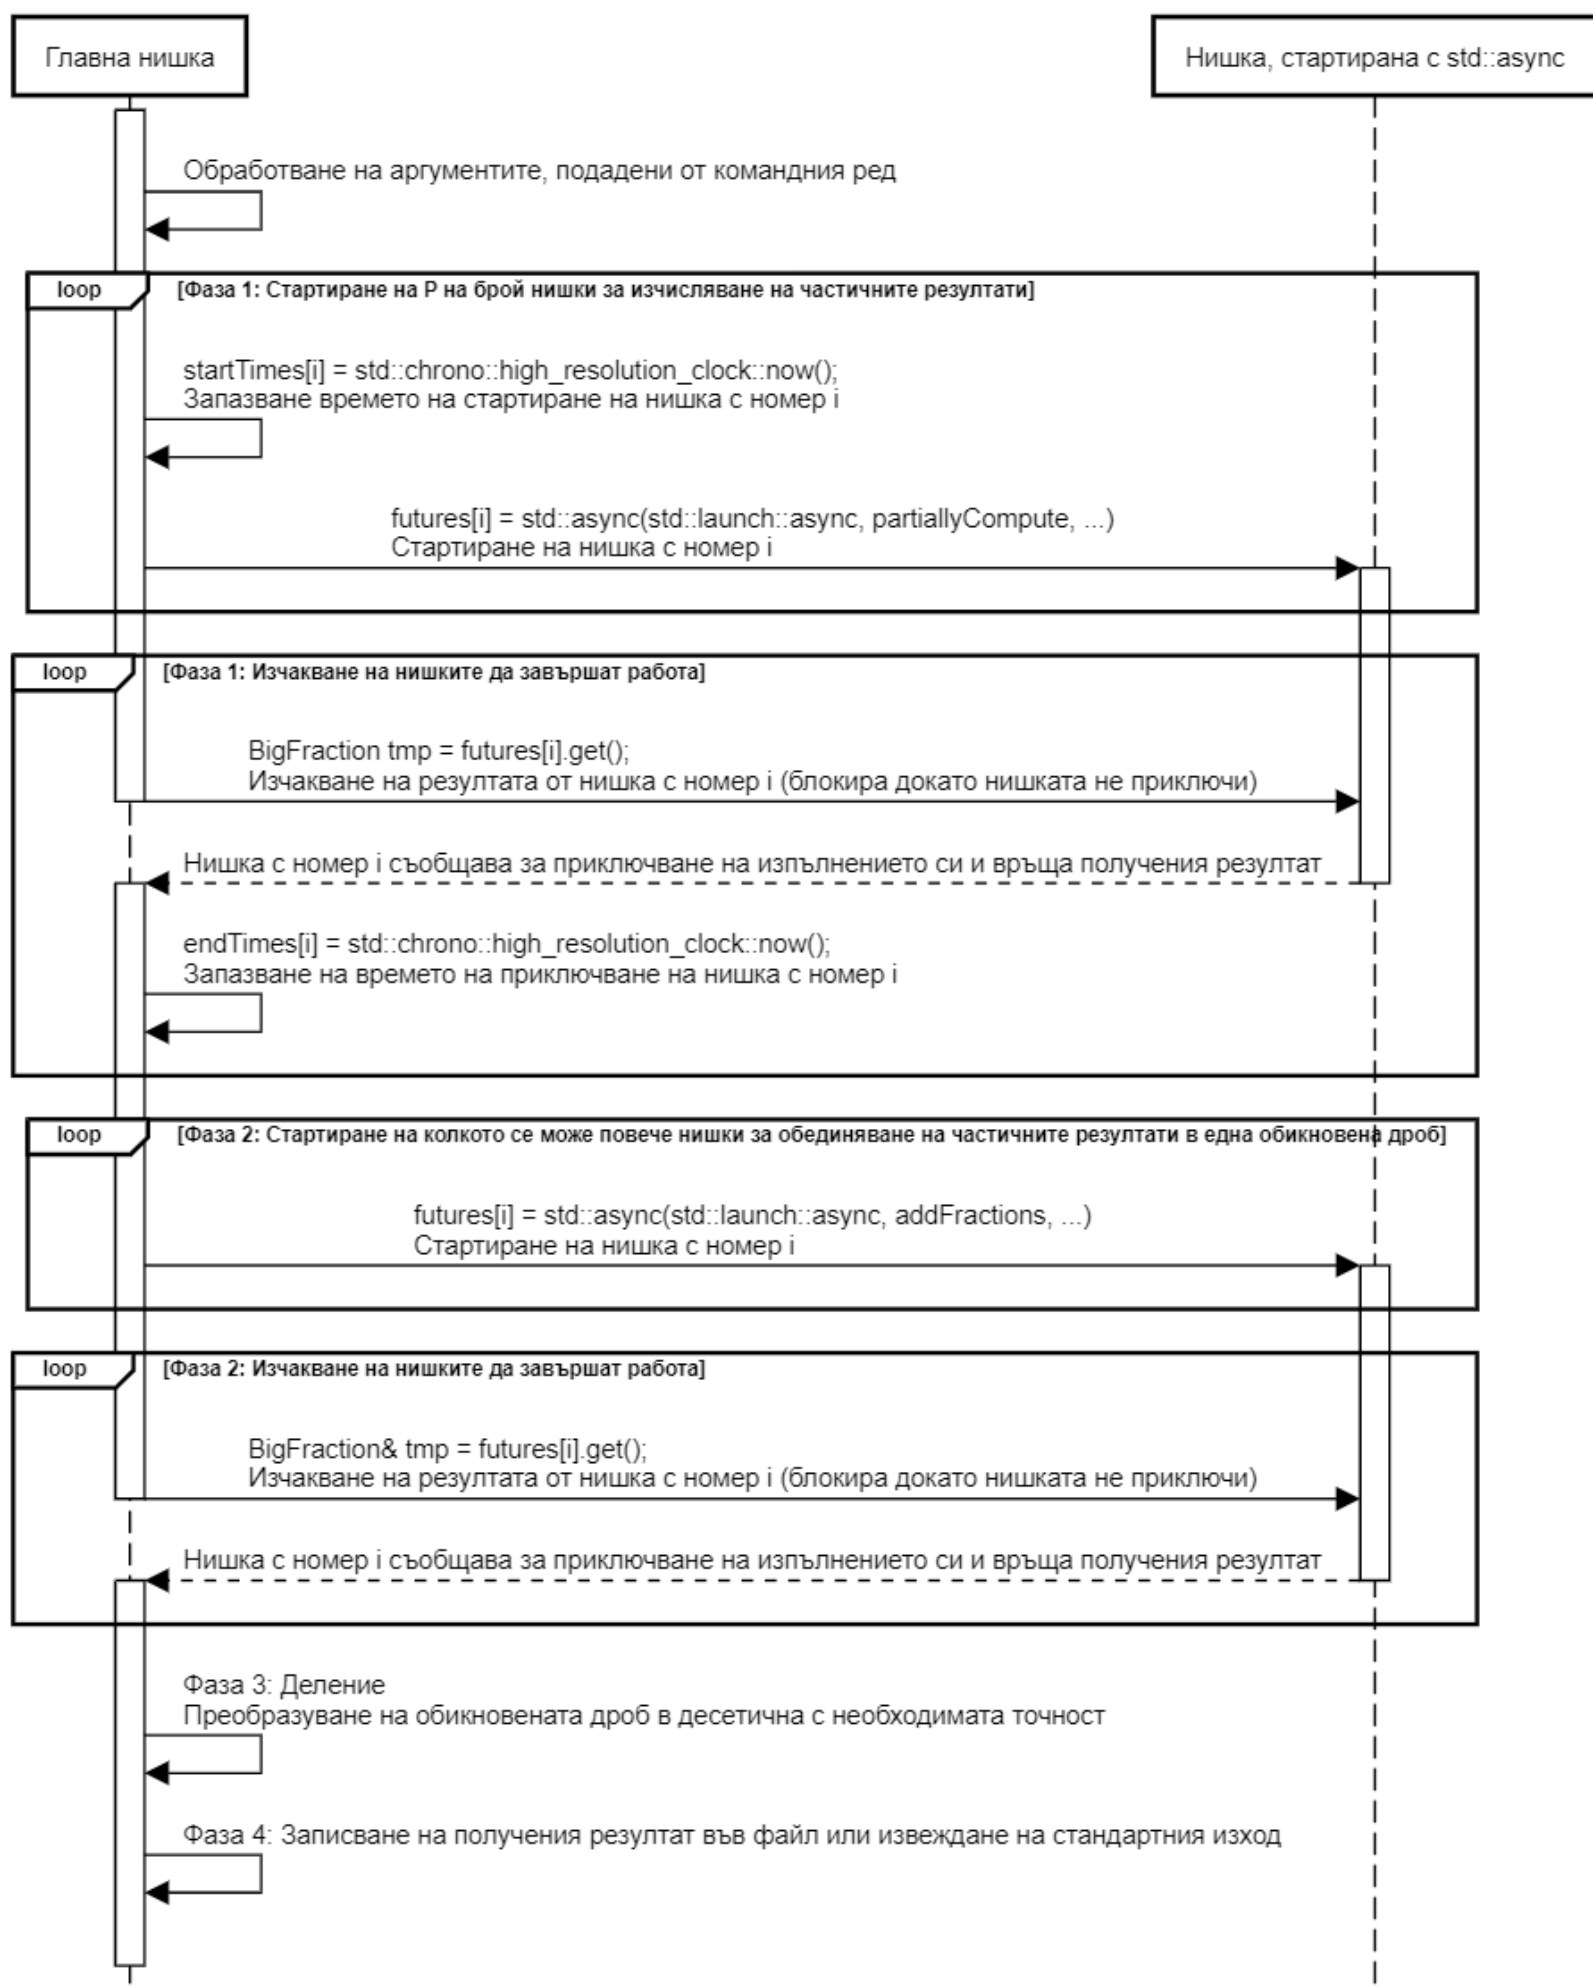 Главна нишка
Нишка, стартирана с std::async
Обработване на аргументите, подадени от командния ред
loop
[Фаза 1: Стартиране на P на брой нишки за изчисляване на частичните резултати]
startTimes[i] = std::chrono::high_resolution_clock::now();
Запазване времето на стартиране на нишка с номер i
futures[i] = std::async(std::launch::async, partiallyCompute, ...)
Стартиране на нишка с номер i
loop
[Фаза 1: Изчакване на нишките да завършат работа]
BigFraction tmp = futures[i].get();
Изчакване на резултата от нишка с номер i (блокира докато нишката не приключи)
Нишка с номер i съобщава за приключване на изпълнението си и връща получения резултат
endTimes[i] = std::chrono::high_resolution_clock::now();
Запазване на времето на приключване на нишка с номер i
loop
[Фаза 2: Стартиране на колкото се може повече нишки за обединяване на частичните резултати в една обикновена дроб]
futures[i] = std::async(std::launch::async, addFractions, ...)
Стартиране на нишка с номер i
loop
[Фаза 2: Изчакване на нишките да завършат работа]
BigFraction& tmp = futures[i].get();
Изчакване на резултата от нишка с номер i (блокира докато нишката не приключи)
Нишка с номер i съобщава за приключване на изпълнението си и връща получения резултат
Фаза 3: Деление
Преобразуване на обикновената дроб в десетична с необходимата точност
Фаза 4: Записване на получения резултат във файл или извеждане на стандартния изход